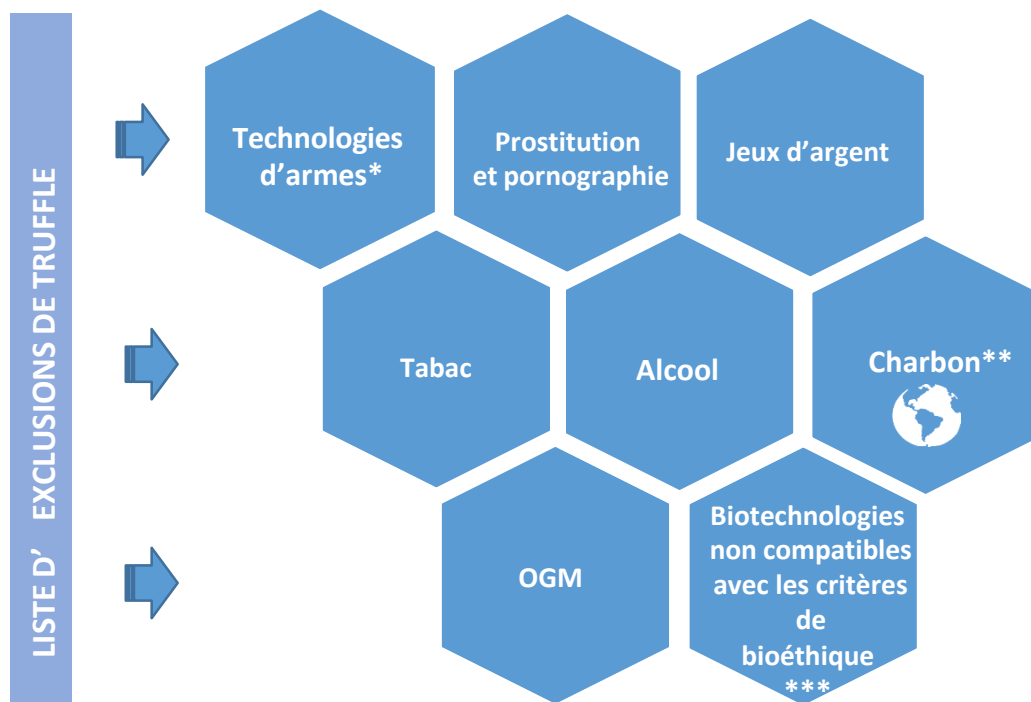 LISTE D' EXCLUSIONS DE TRUFFLE
Technologies
d’armes*
Prostitution
et pornographie
Jeux d’argent
Tabac
Alcool
Charbon**
OGM
Biotechnologies
non compatibles
avec les critères
de
bioéthique
***